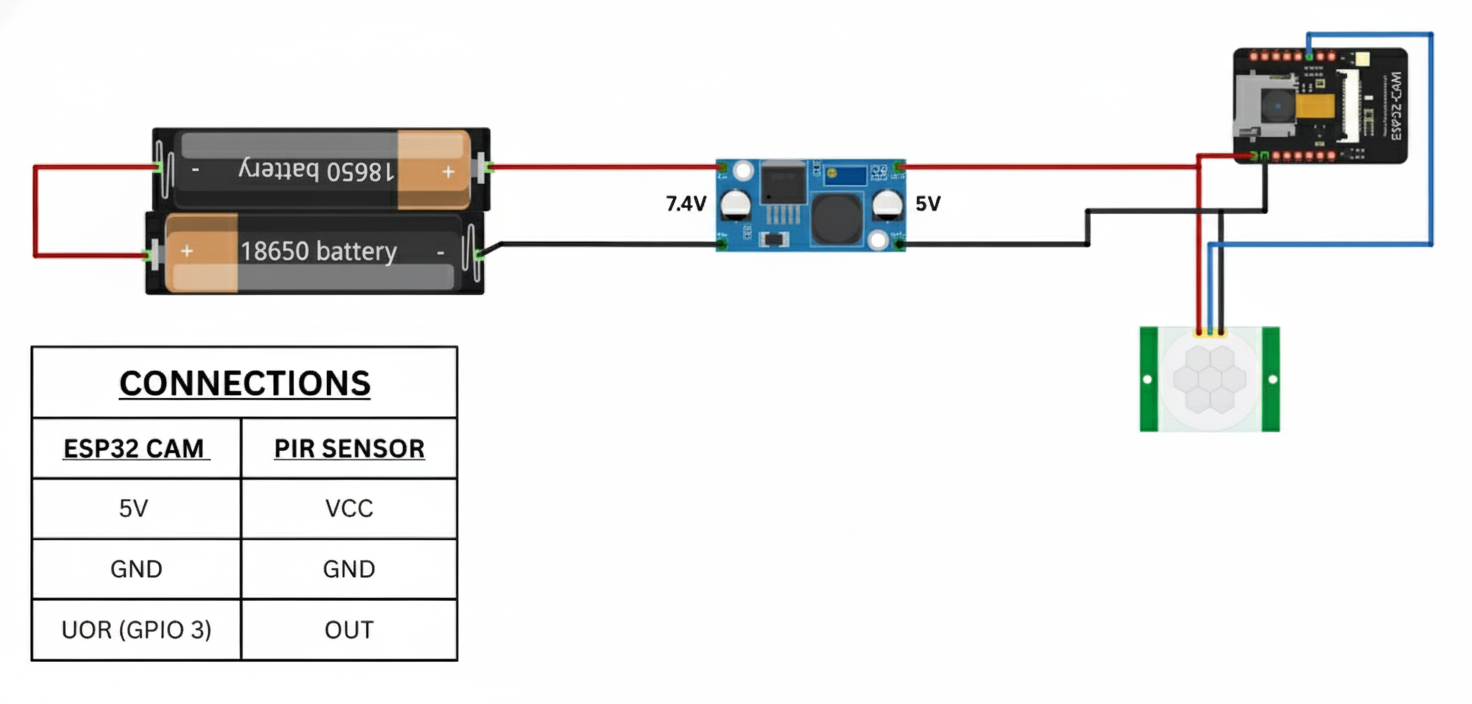 18650 battery
- +
7.4V
5V
+ 18650 battery -
ESP32-CAM
CONNECTIONS
ESP32 CAM PIR SENSOR
5V VCC
GND GND
UOR (GPIO 3) OUT